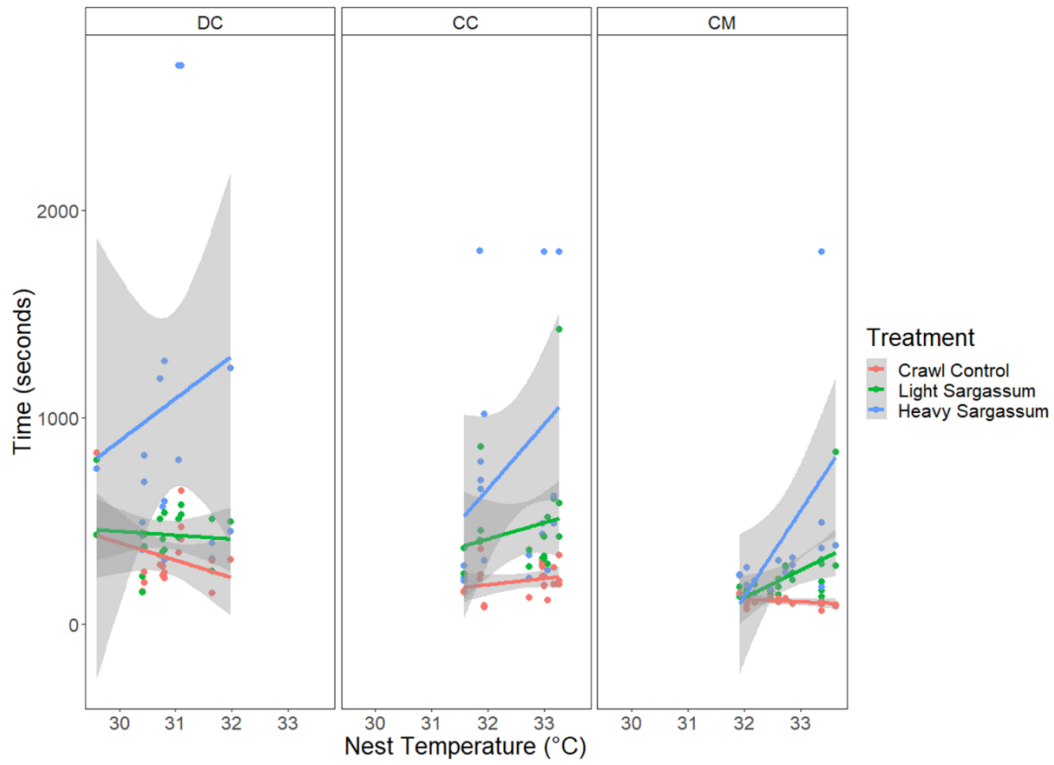 DC CC CM
2000
1000
0
Time (seconds)
30 31 32 33 30 31 32 33 30 31 32 33
Nest Temperature (°C)
Treatment
Crawl Control
Light Sargassum
Heavy Sargassum